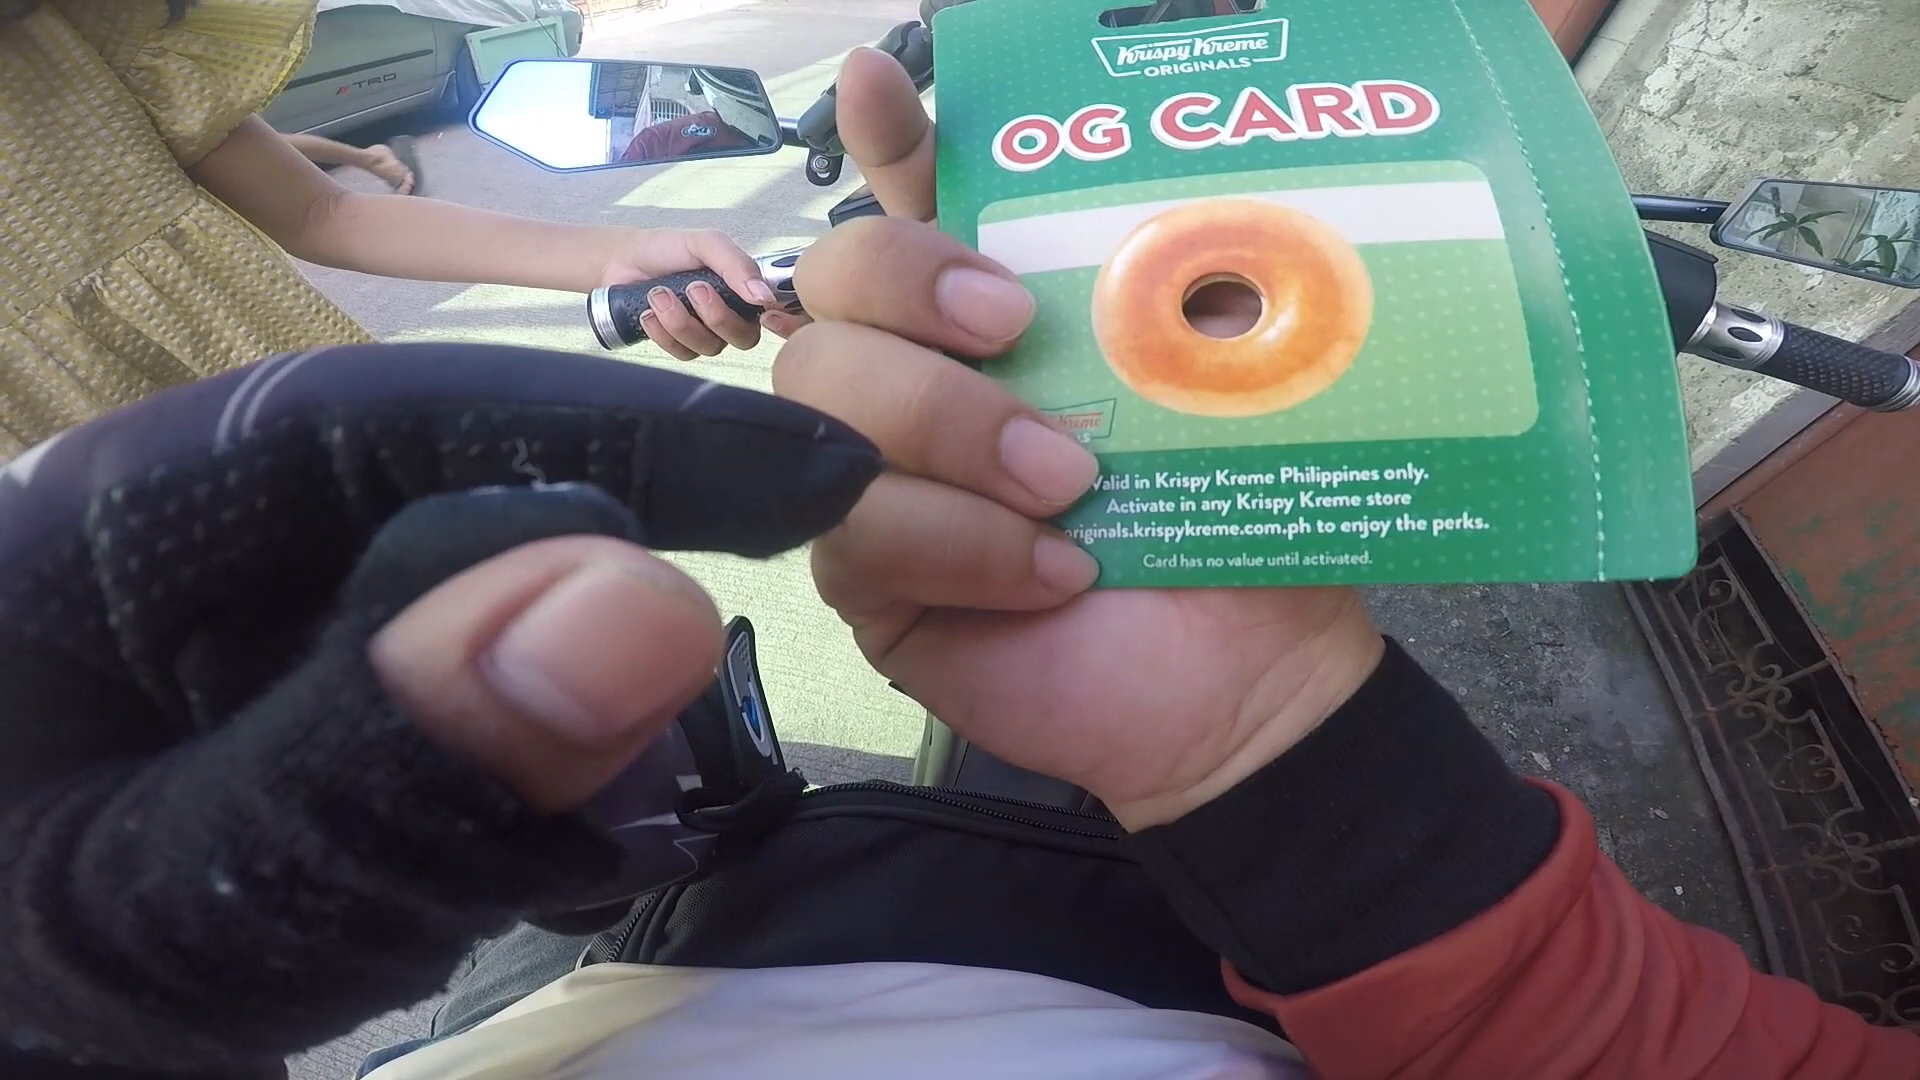 TRD
Krispy Kreme
ORIGINALS
OG CARD
Valid in Krispy Kreme Philippines only.
Activate in any Krispy Kreme store
originals.krispykreme.com.ph to enjoy the perks.
Card has no value until activated.